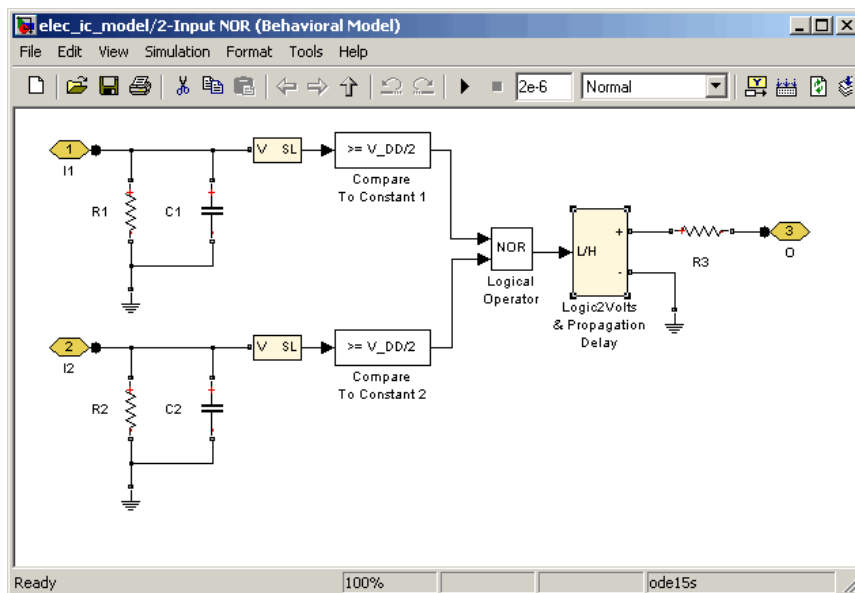 elec_ic_model/2-Input NOR (Behavioral Model)
File Edit View Simulation Format Tools Help
2e-6 Normal
1
I1
R1
C1
V SL
>= V_DD/2
Compare
To Constant 1
NOR
Logical
Operator
L/H
+
-
Logic2Volts
& Propagation
Delay
R3
3
O
2
I2
R2
C2
V SL
>= V_DD/2
Compare
To Constant 2
Ready 100% ode15s